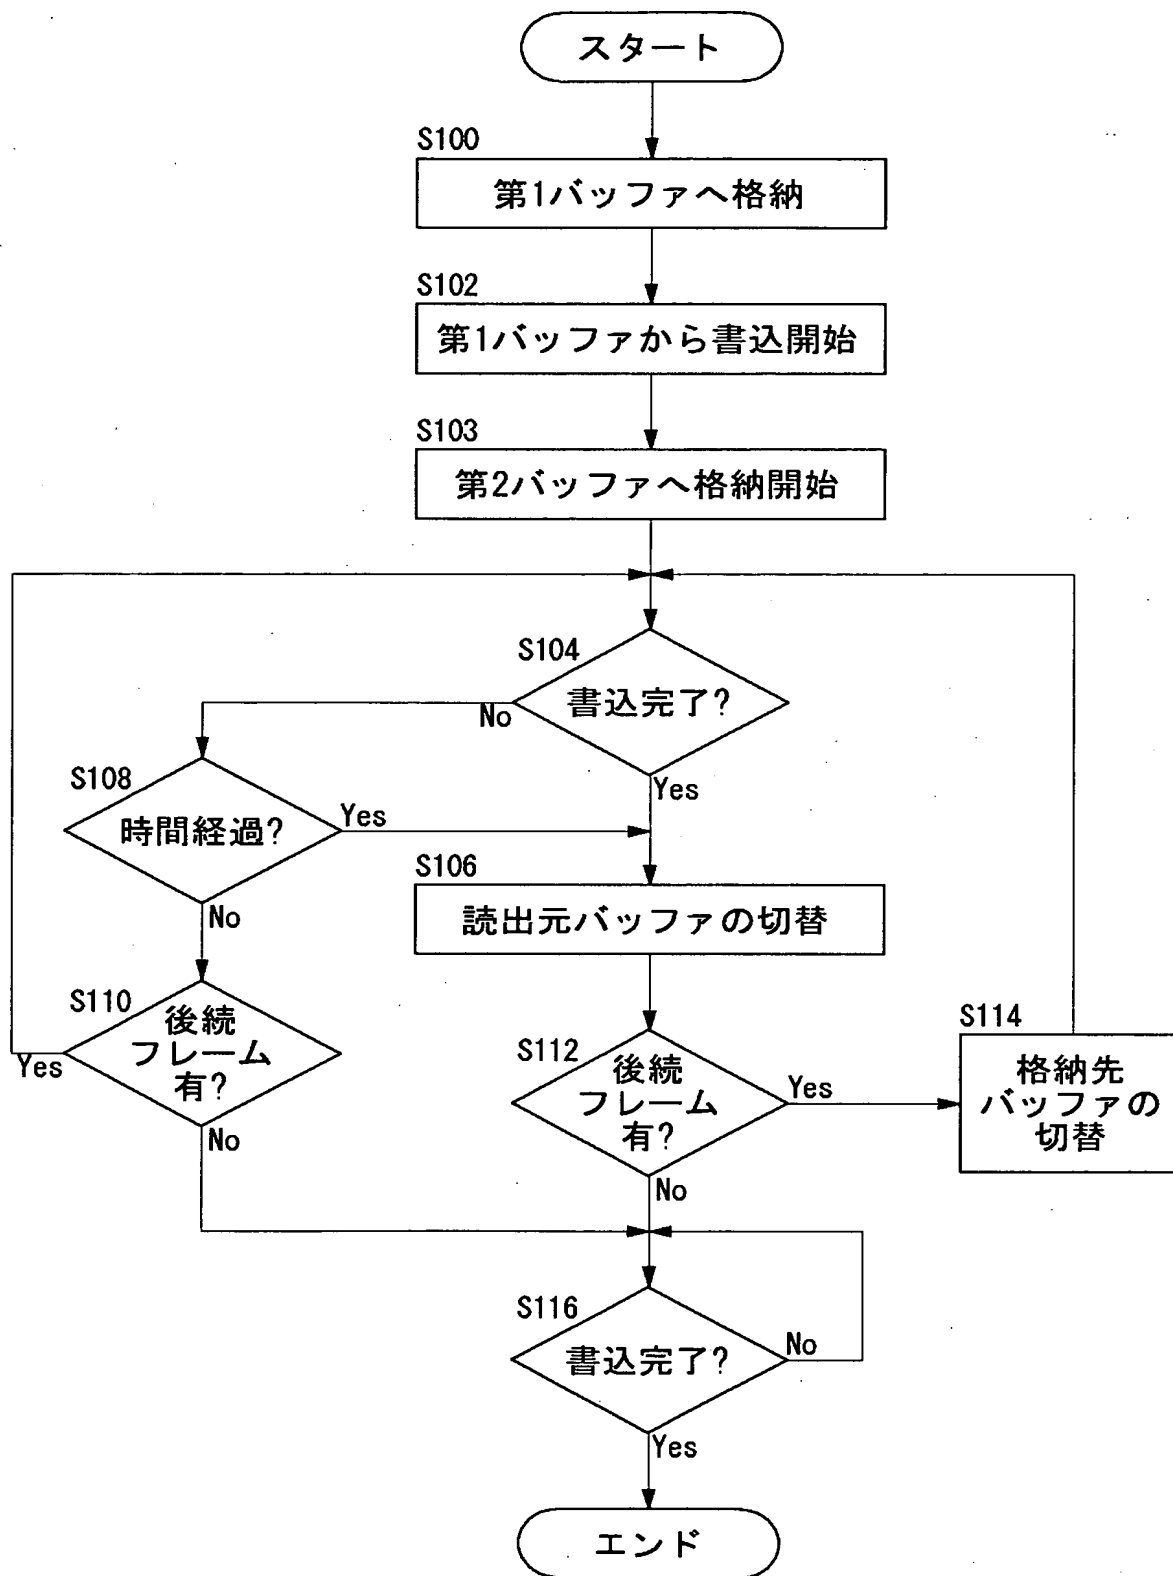 スタート
S100
第1バッファへ格納
S102
第1バッファから書込開始
S103
第2バッファへ格納開始
S104
書込完了?
No
Yes
S108
時間経過?
Yes
No
S106
読出元バッファの切替
S110
後続
フレーム
有?
Yes
No
S112
後続
フレーム
有?
Yes
No
S114
格納先
バッファの
切替
S116
書込完了?
No
Yes
エンド